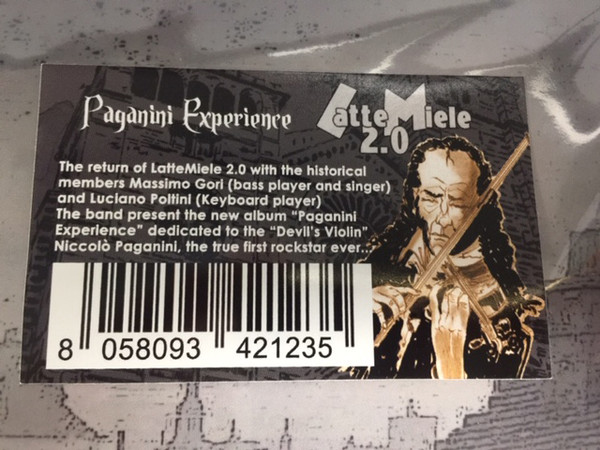 Paganini Experience
LatteMiele
2.0
The return of LatteMiele 2.0 with the historical
members Massimo Gori (bass player and singer)
and Luciano Poltini (Keyboard player)
The band present the new album "Paganini
Experience" dedicated to the "Devil's Violin"
Niccolò Paganini, the true first rockstar ever...
8 058093 421235